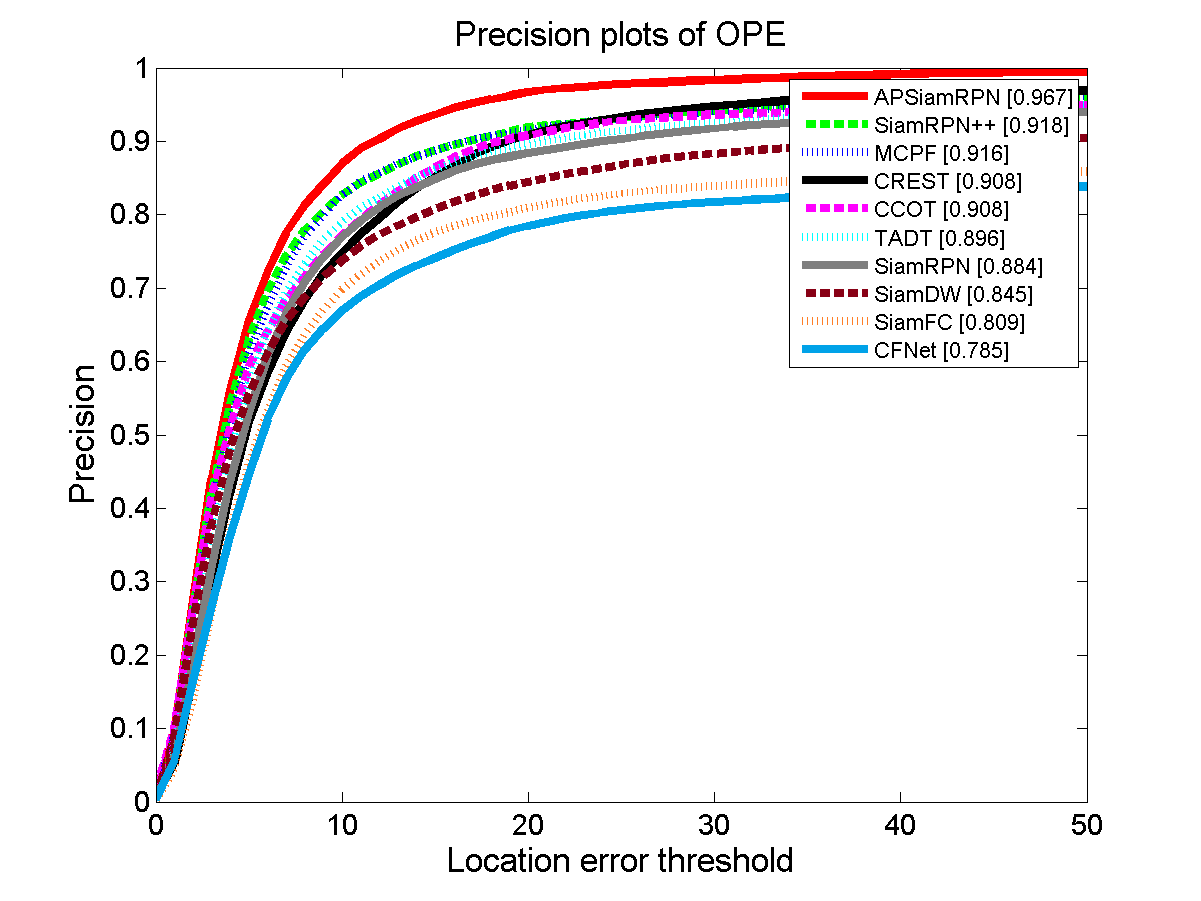 Precision plots of OPE
1
0.9
0.8
0.7
0.6
0.5
0.4
0.3
0.2
0.1
0
Precision
APSiamRPN [0.967]
SiamRPN++ [0.918]
MCPF [0.916]
CREST [0.908]
CCOT [0.908]
TADT [0.896]
SiamRPN [0.884]
SiamDW [0.845]
SiamFC [0.809]
CFNet [0.785]
0 10 20 30 40 50
Location error threshold